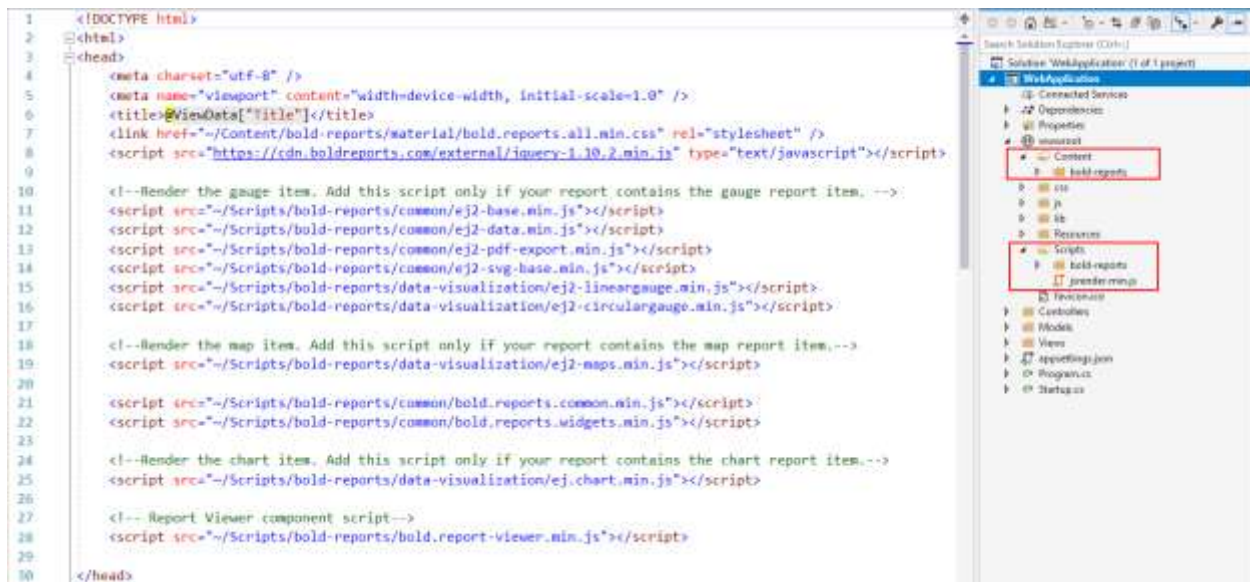 1 <!DOCTYPE html>
2 <html>
3 <head>
4 <meta charset="utf-8" />
5 <meta name="viewport" content="width=device-width, initial-scale=1.0" />
6 <title>@ViewData["Title"]</title>
7 <link href="~/Content/bold-reports/material/bold.reports.all.min.css" rel="stylesheet" />
8 <script src="https://cdn.boldreports.com/external/jquery-1.10.2.min.js" type="text/javascript"></script>
9
10 <!--Render the gauge item. Add this script only if your report contains the gauge report item. -->
11 <script src="~/Scripts/bold-reports/common/ej2-base.min.js"></script>
12 <script src="~/Scripts/bold-reports/common/ej2-data.min.js"></script>
13 <script src="~/Scripts/bold-reports/common/ej2-pdf-export.min.js"></script>
14 <script src="~/Scripts/bold-reports/common/ej2-svg-base.min.js"></script>
15 <script src="~/Scripts/bold-reports/data-visualization/ej2-lineargauge.min.js"></script>
16 <script src="~/Scripts/bold-reports/data-visualization/ej2-circulargauge.min.js"></script>
17
18 <!--Render the map item. Add this script only if your report contains the map report item.-->
19 <script src="~/Scripts/bold-reports/data-visualization/ej2-maps.min.js"></script>
20
21 <script src="~/Scripts/bold-reports/common/bold.reports.common.min.js"></script>
22 <script src="~/Scripts/bold-reports/common/bold.reports.widgets.min.js"></script>
23
24 <!--Render the chart item. Add this script only if your report contains the chart report item.-->
25 <script src="~/Scripts/bold-reports/data-visualization/ej.chart.min.js"></script>
26
27 <!-- Report Viewer component script-->
28 <script src="~/Scripts/bold-reports/bold.report-viewer.min.js"></script>
29
30 </head>
Search Solution Explorer (Ctrl+;)
Solution 'WebApplication' (1 of 1 project)
WebApplication
Connected Services
Dependencies
Properties
wwwroot
Content
bold-reports
css
js
lib
Resources
Scripts
bold-reports
jsrender.min.js
favicon.ico
Controllers
Models
Views
appsettings.json
Program.cs
Startup.cs